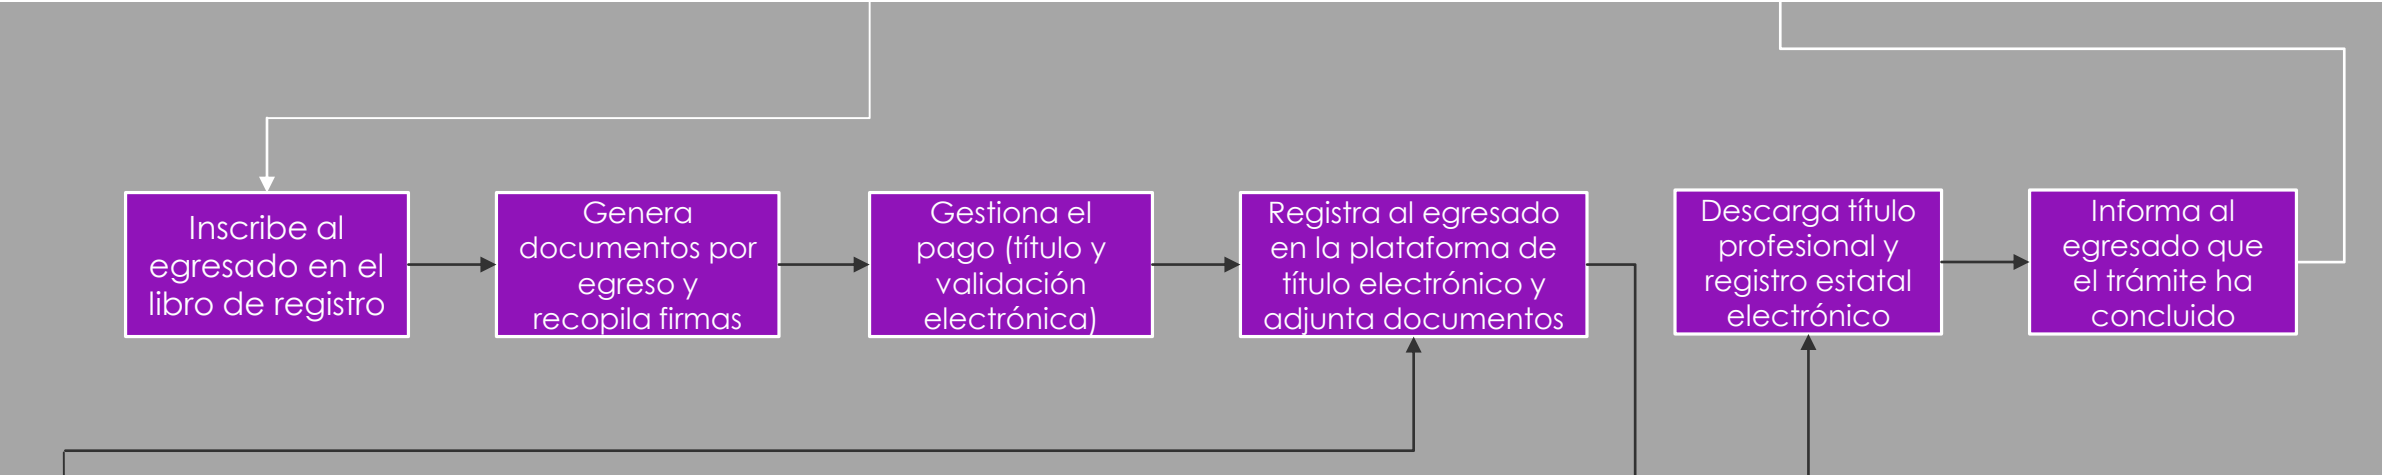 Inscribe al
egresado en el
libro de registro
Genera
documentos por
egreso y
recopila firmas
Gestiona el
pago (título y
validación
electrónica)
Registra al egresado
en la plataforma de
título electrónico y
adjunta documentos
Descarga título
profesional y
registro estatal
electrónico
Informa al
egresado que
el trámite ha
concluido